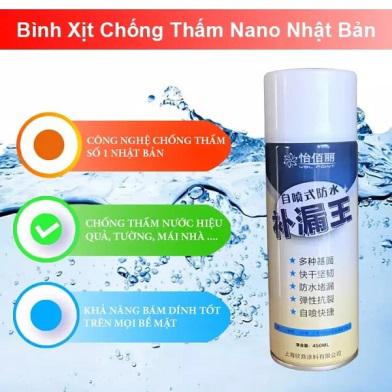 Bình Xịt Chống Thấm Nano Nhật Bản
CÔNG NGHỆ CHỐNG THẤM
SỐ 1 NHẬT BẢN
CHỐNG THẤM NƯỚC HIỆU
QUẢ, TƯỜNG, MÁI NHÀ ....
KHẢ NĂNG BÁM DÍNH TỐT
TRÊN MỌI BỀ MẶT
怡佰丽
自喷式防水
补漏王
多种基面
快干坚韧
防水堵漏
弹性抗裂
自喷快捷
450ML